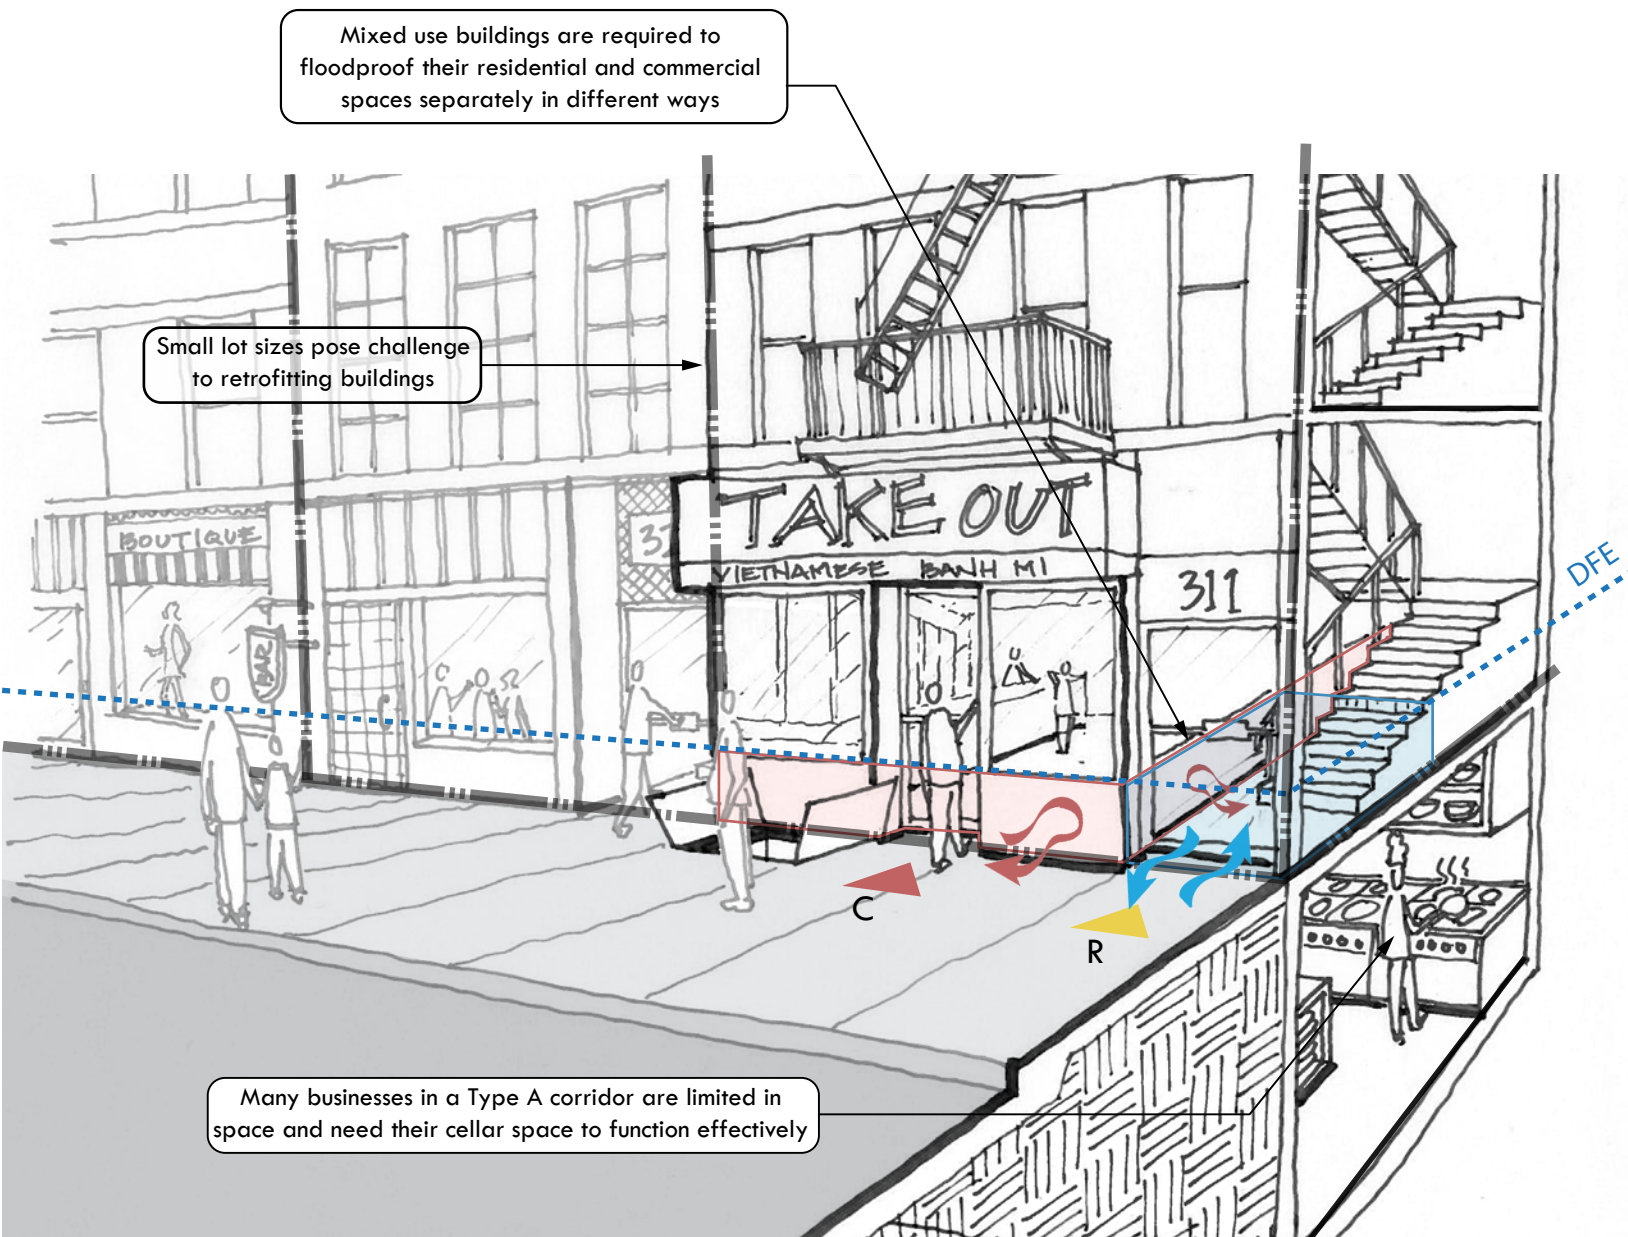 Mixed use buildings are required to
floodproof their residential and commercial
spaces separately in different ways
Small lot sizes pose challenge
to retrofitting buildings
BOUTIQUE
TAKE OUT
VIETNAMESE BANH MI
311
BAR
DFE
C
R
Many businesses in a Type A corridor are limited in
space and need their cellar space to function effectively